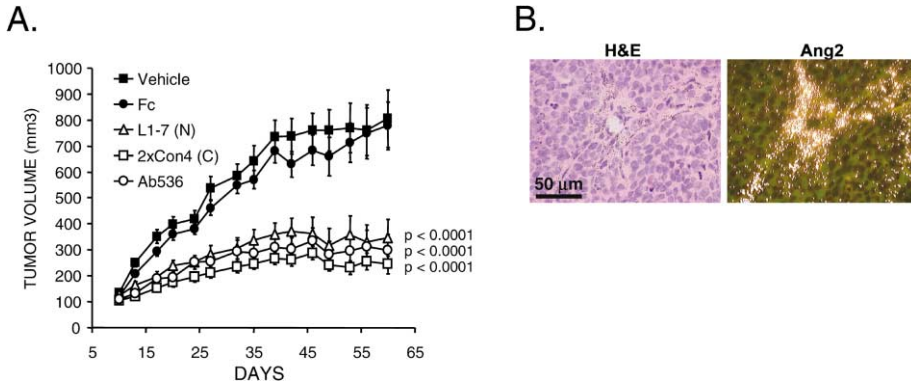 A.
TUMOR VOLUME (mm3)
1000
900
800
700
600
500
400
300
200
100
0
Vehicle
Fc
L1-7 (N)
2xCon4 (C)
Ab536
p < 0.0001
p < 0.0001
p < 0.0001
5 15 25 35 45 55 65
DAYS
B.
H&E
Ang2
50 µm